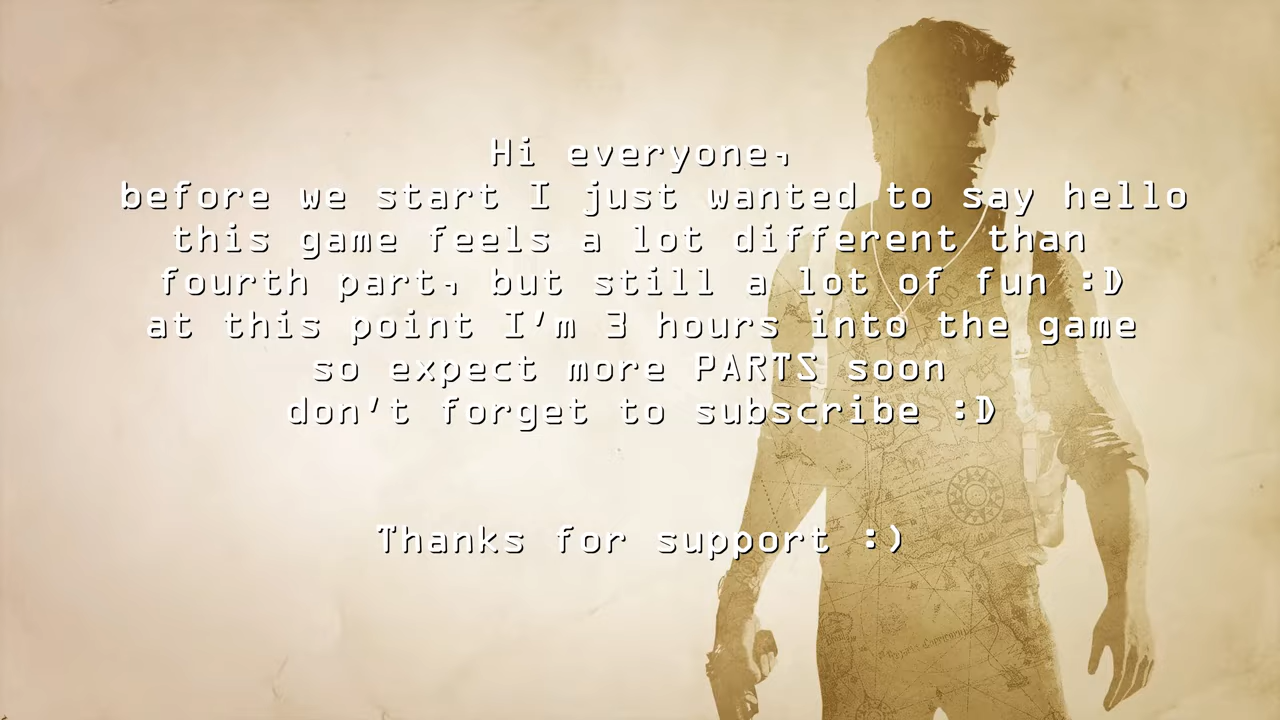 Hi everyone,
before we start I just wanted to say hello
this game feels a lot different than
fourth part, but still a lot of fun :D
at this point I'm 3 hours into the game
so expect more PARTS soon
don't forget to subscribe :D
Thanks for support :)